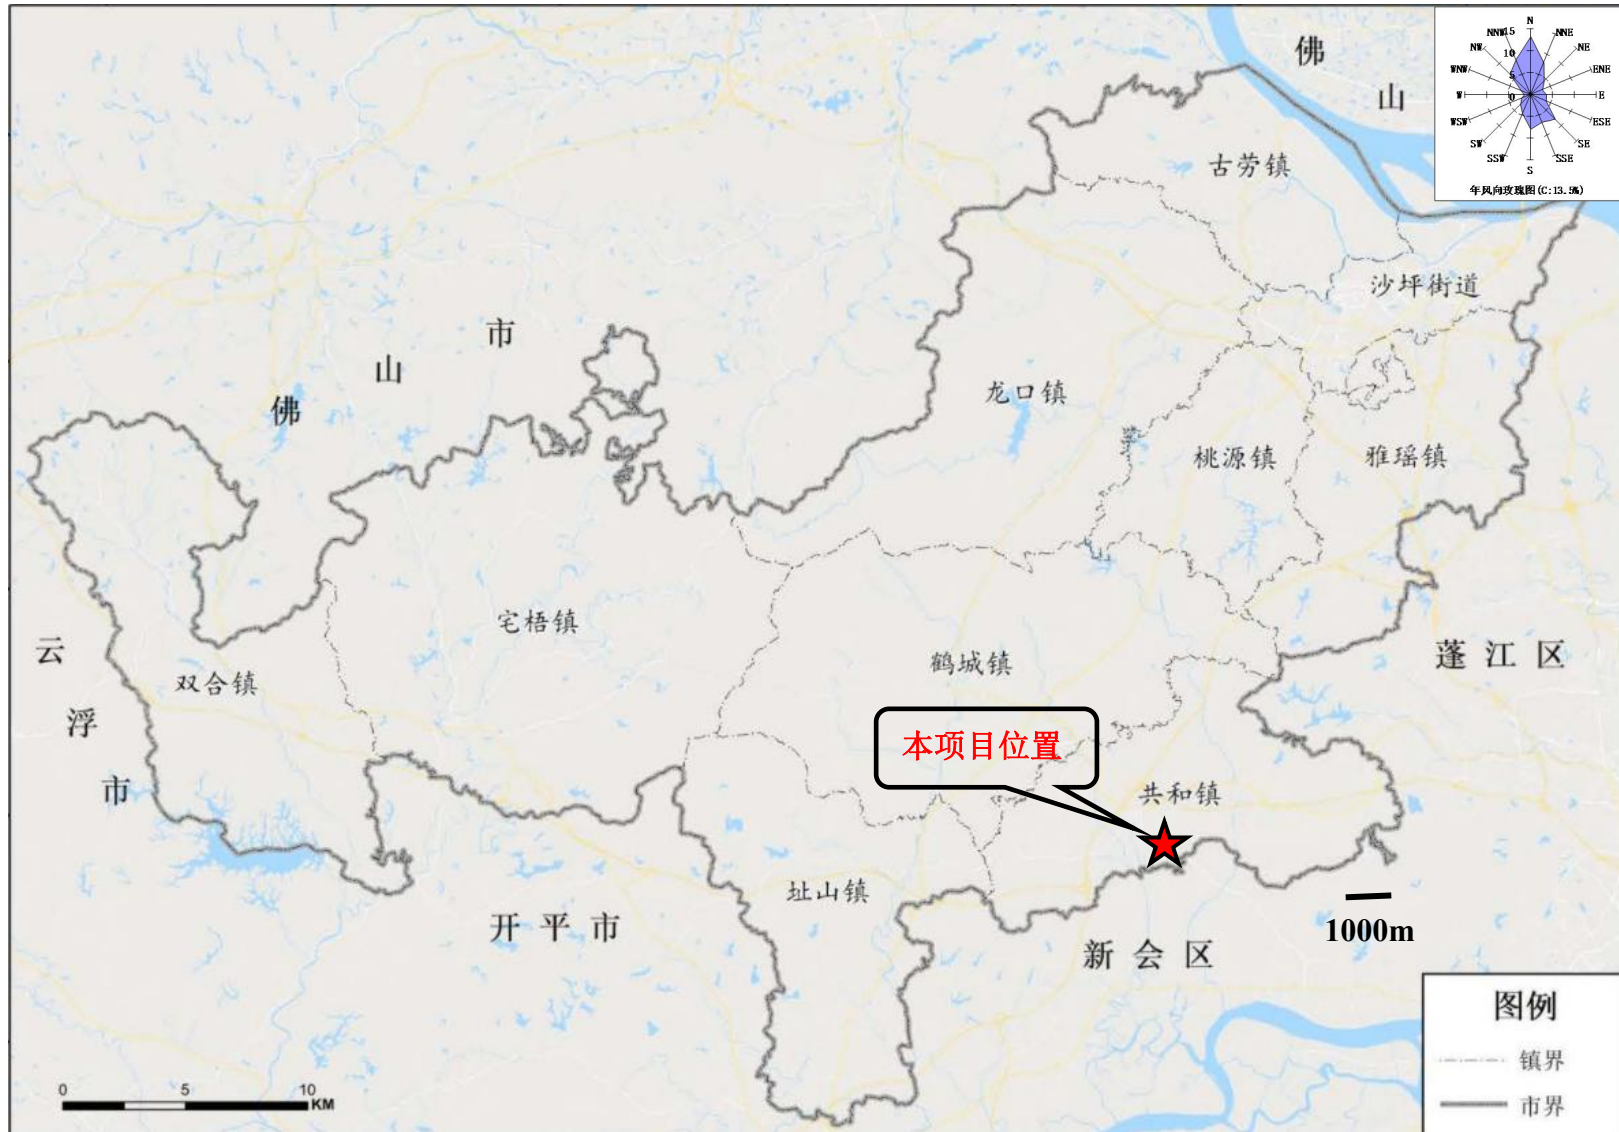 佛
山
N
NNE
NE
ENE
E
ESE
SE
SSE
S
SSW
SW
WSW
W
WNW
NW
NNW
15
10
5
0
年风向玫瑰图(C:13.5%)
古劳镇
沙坪街道
市
山
佛
龙口镇
桃源镇
雅瑶镇
宅梧镇
云
浮
市
双合镇
鹤城镇
蓬江区
本项目位置
共和镇
址山镇
开平市
新会区
1000m
图例
镇界
市界
0 5 10
KM